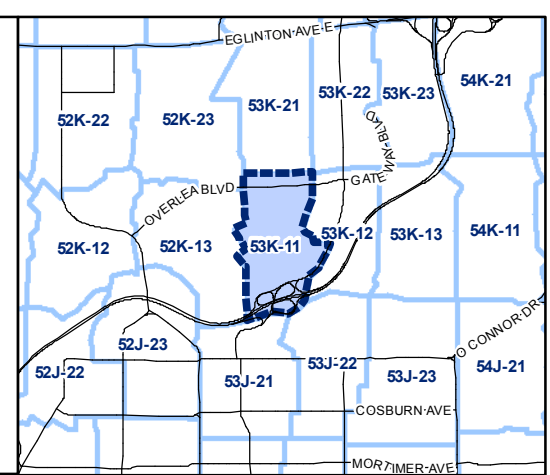 EGLINTON AVE E
54K-21
53K-22
53K-23
53K-21
52K-22
52K-23
GATEWAY BLVD
OVERLEA BLVD
53K-12
53K-13
54K-11
52K-12
52K-13
53K-11
O CONNOR DR
52J-23
52J-22
53J-22
53J-23
54J-21
53J-21
COSBURN AVE
MORTIMER AVE